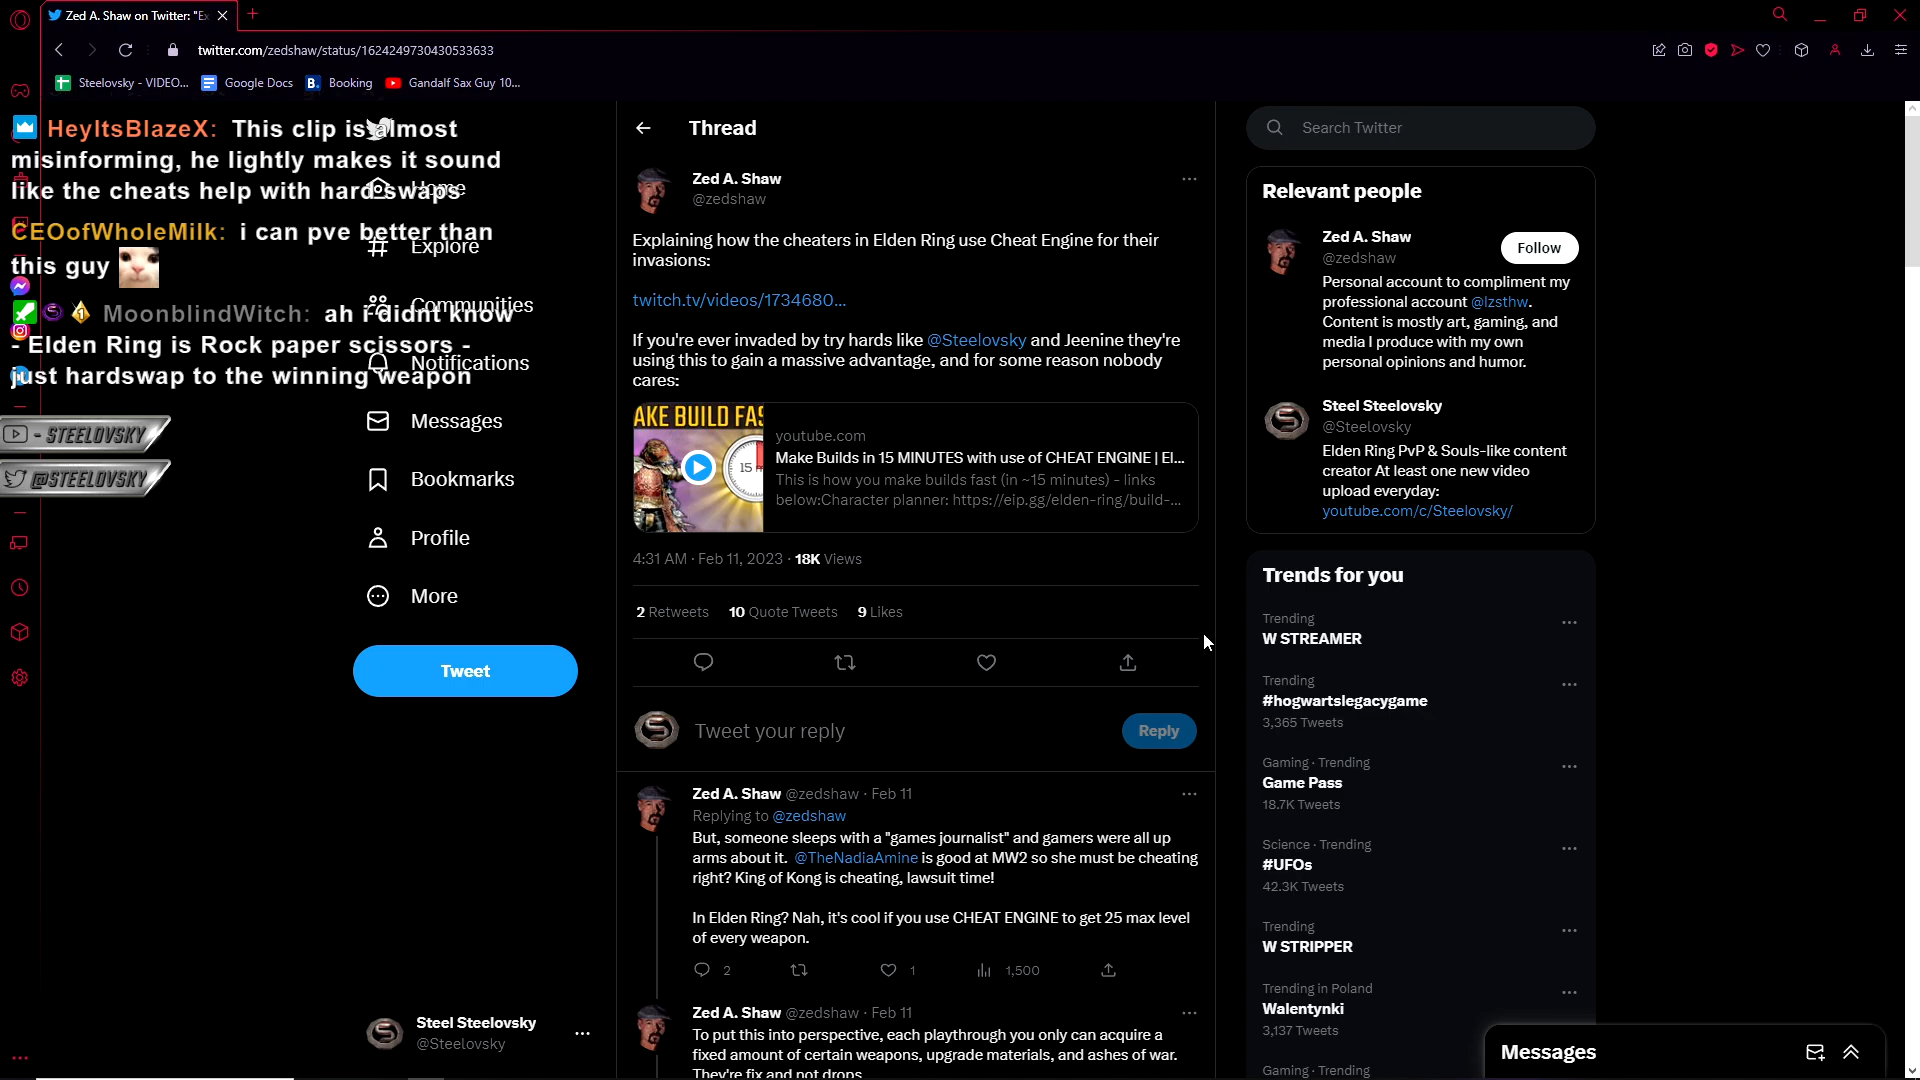 Zed A. Shaw on Twitter: "Ex
twitter.com/zedshaw/status/1624249730430533633
Steelovsky - VIDEO...
Google Docs
B. Booking
Gandalf Sax Guy 10...
HeyItsBlazeX: This clip is almost
misinforming, he lightly makes it sound
like the cheats help with hardswaps
CEOofWholeMilk: i can pve better than
this guy
MoonblindWitch: ah i didnt know
- Elden Ring is Rock paper scissors -
just hardswap to the winning weapon
- STEELOVSKY
@STEELOVSKY
Home
Explore
Communities
Notifications
Messages
Bookmarks
Profile
More
Tweet
Steel Steelovsky
@Steelovsky
Thread
Zed A. Shaw
@zedshaw
Explaining how the cheaters in Elden Ring use Cheat Engine for their
invasions:
twitch.tv/videos/1734680...
If you're ever invaded by try hards like @Steelovsky and Jeenine they're
using this to gain a massive advantage, and for some reason nobody
cares:
AKE BUILD FAS
15 m
youtube.com
Make Builds in 15 MINUTES with use of CHEAT ENGINE | El...
This is how you make builds fast (in ~15 minutes) - links
below:Character planner: https://eip.gg/elden-ring/build-...
4:31 AM · Feb 11, 2023 · 18K Views
2 Retweets 10 Quote Tweets 9 Likes
Tweet your reply
Reply
Zed A. Shaw @zedshaw · Feb 11
Replying to @zedshaw
But, someone sleeps with a "games journalist" and gamers were all up
arms about it. @TheNadiaAmine is good at MW2 so she must be cheating
right? King of Kong is cheating, lawsuit time!
In Elden Ring? Nah, it's cool if you use CHEAT ENGINE to get 25 max level
of every weapon.
2 1 1,500
Zed A. Shaw @zedshaw · Feb 11
To put this into perspective, each playthrough you only can acquire a
fixed amount of certain weapons, upgrade materials, and ashes of war.
They're fix and not drops
Search Twitter
Relevant people
Zed A. Shaw
@zedshaw
Follow
Personal account to compliment my
professional account @lzsthw.
Content is mostly art, gaming, and
media I produce with my own
personal opinions and humor.
Steel Steelovsky
@Steelovsky
Elden Ring PvP & Souls-like content
creator At least one new video
upload everyday:
youtube.com/c/Steelovsky/
Trends for you
Trending
W STREAMER
Trending
#hogwartslegacygame
3,365 Tweets
Gaming · Trending
Game Pass
18.7K Tweets
Science · Trending
#UFOs
42.3K Tweets
Trending
W STRIPPER
Trending in Poland
Walentynki
3,137 Tweets
Gaming · Trending
Messages